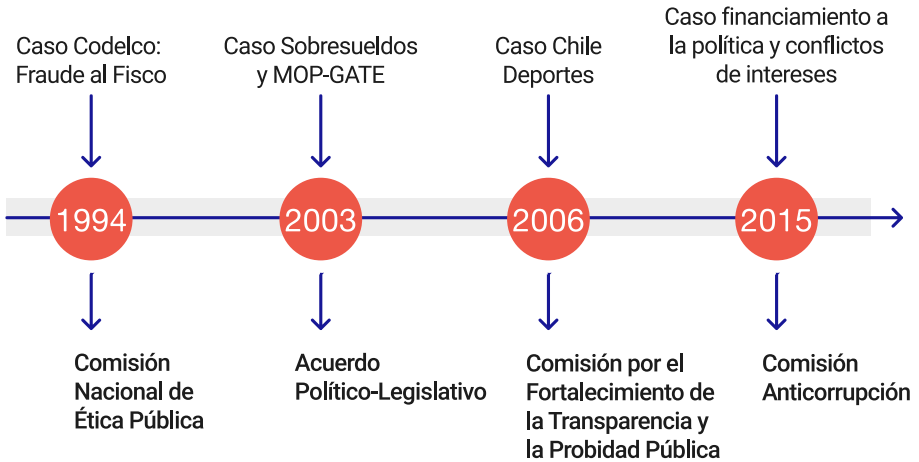 Caso Codelco:
Fraude al Fisco
Caso Sobresueldos
y MOP-GATE
Caso Chile
Deportes
Caso financiamiento a
la política y conflictos
de intereses
1994
2003
2006
2015
Comisión
Nacional de
Ética Pública
Acuerdo
Político-Legislativo
Comisión por el
Fortalecimiento de
la Transparencia y
la Probidad Pública
Comisión
Anticorrupción